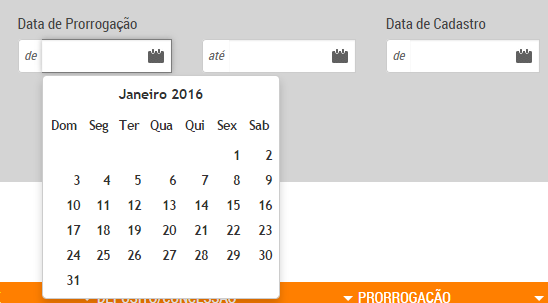 Data de Prorrogação
Data de Cadastro
de
até
de
Janeiro 2016
Dom Seg Ter Qua Qui Sex Sab
1 2
3 4 5 6 7 8 9
10 11 12 13 14 15 16
17 18 19 20 21 22 23
24 25 26 27 28 29 30
31
DEPÓSITO/CONCESSÃO
PRORROGAÇÃO